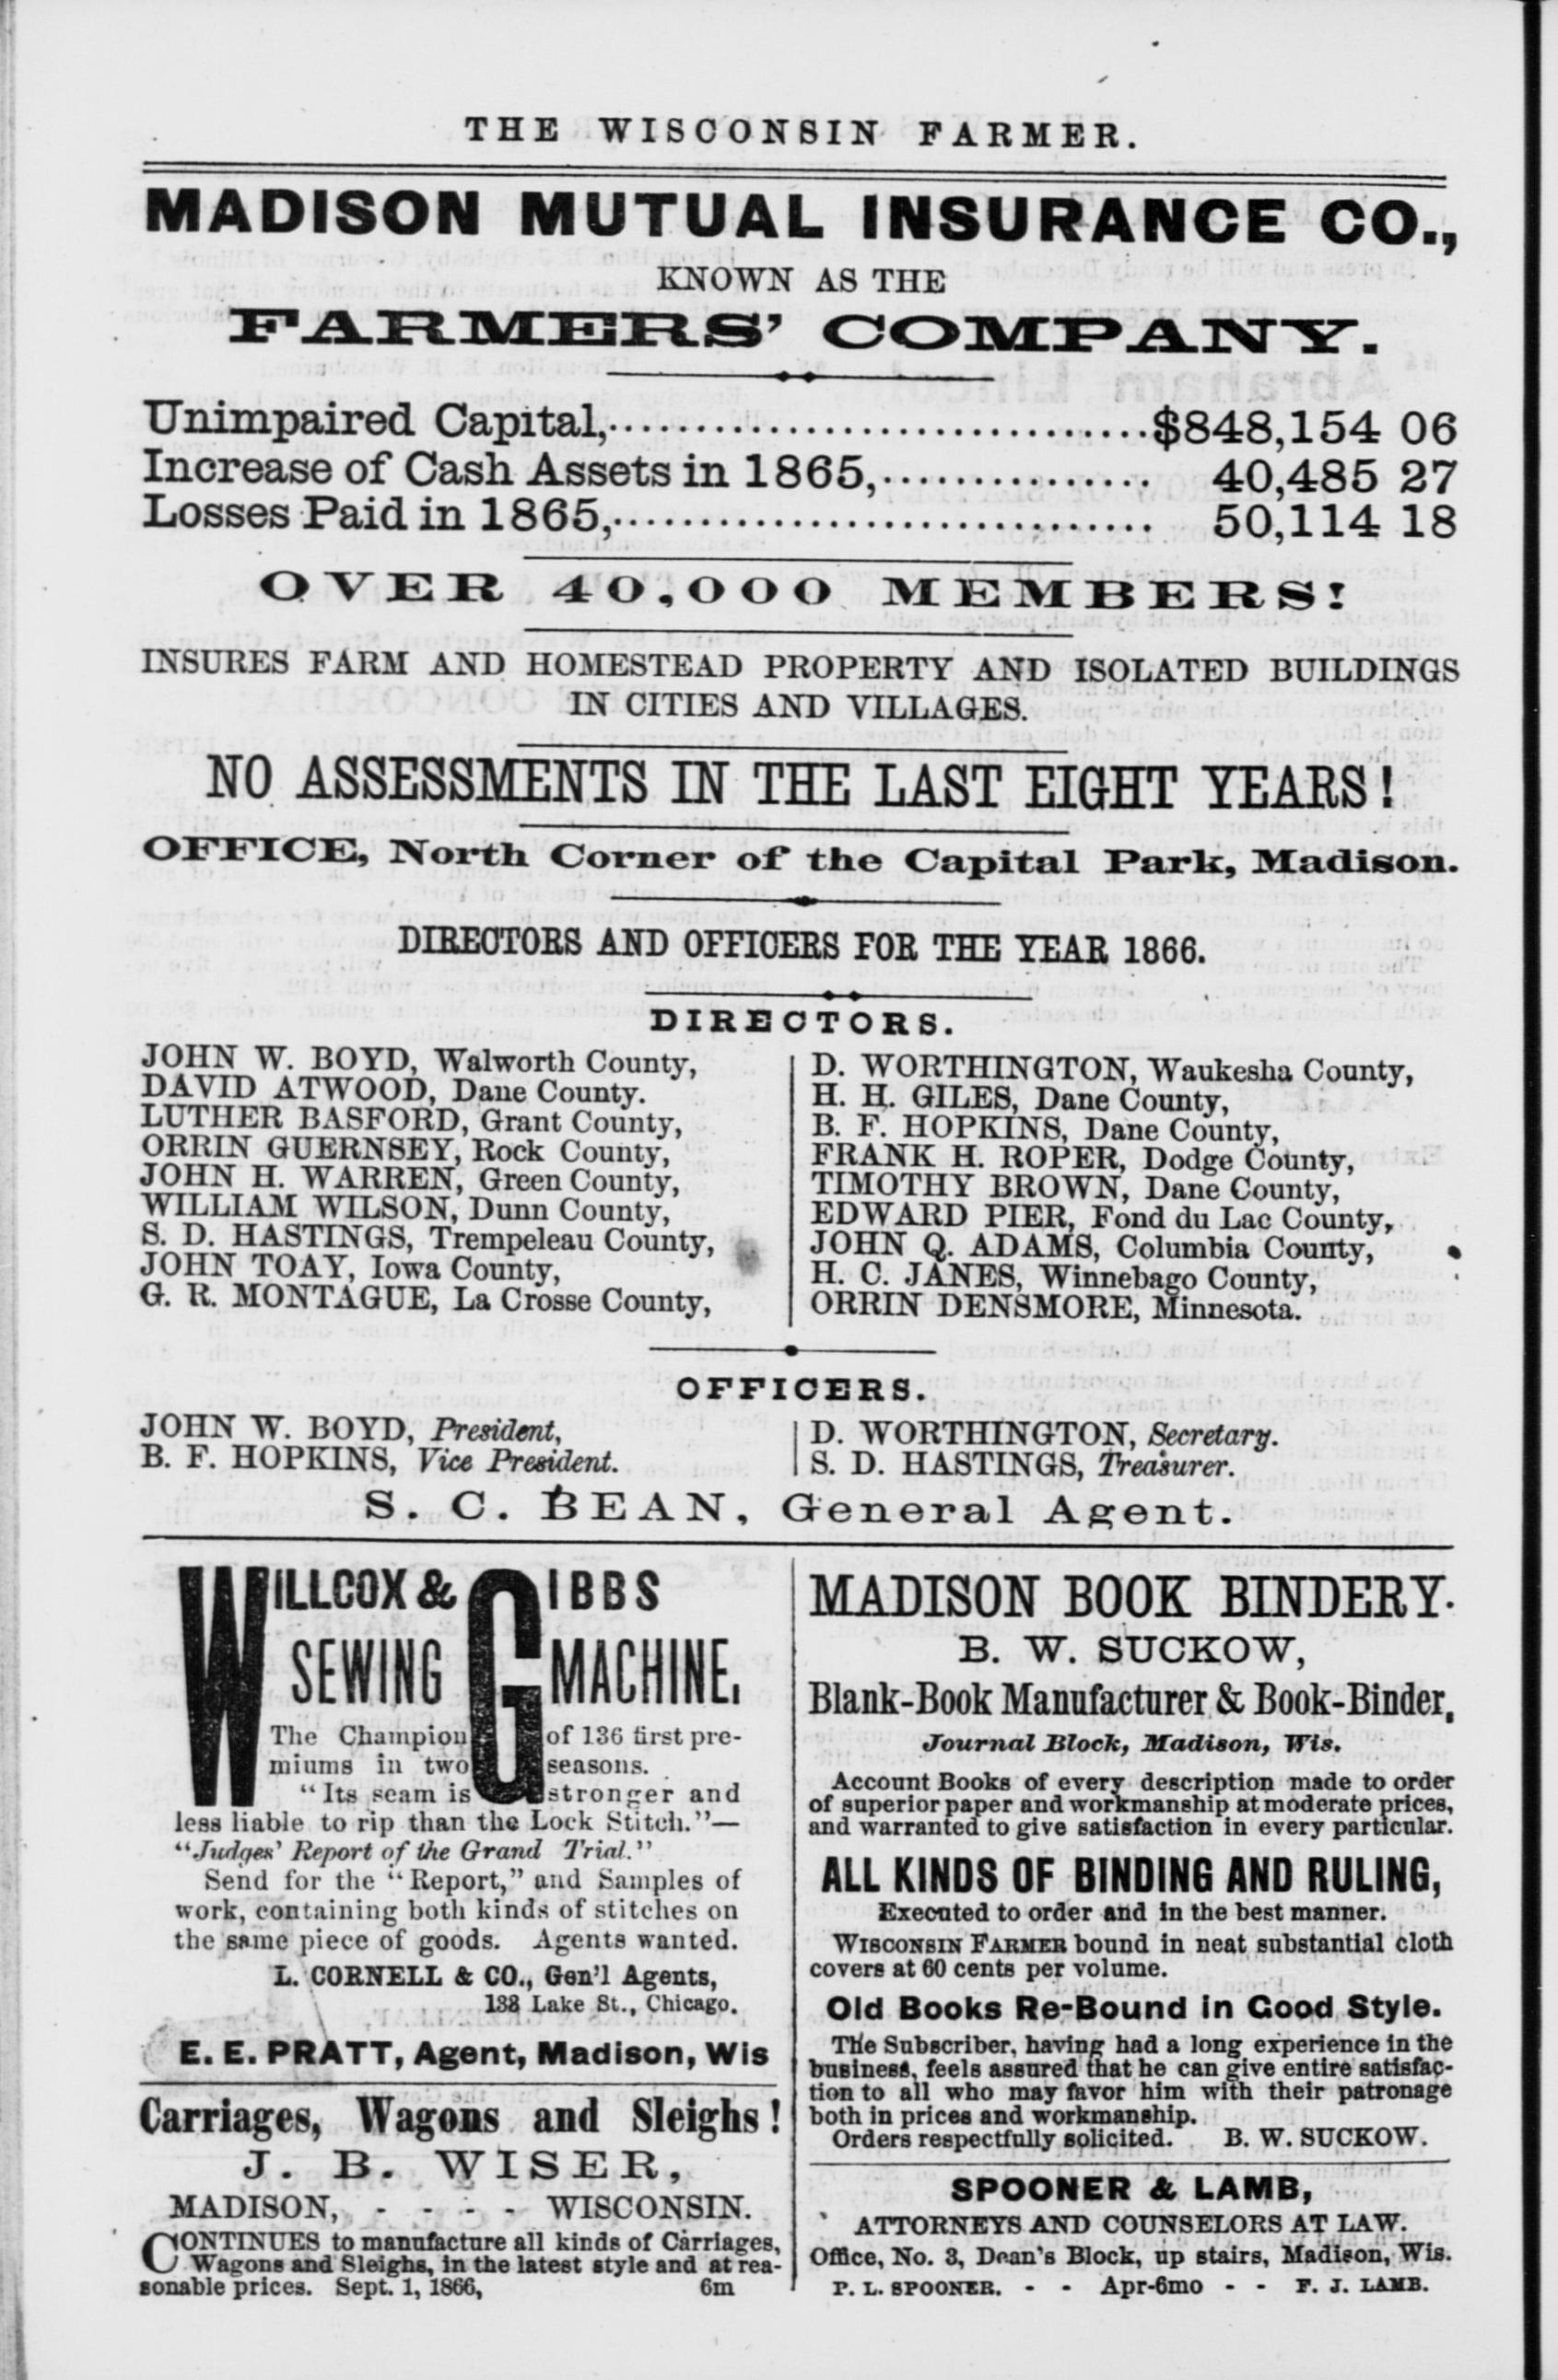 THE WISCONSIN FARMER.
MADISON MUTUAL INSURANCE CO.,
KNOWN AS THE
FARMERS' COMPANY.
Unimpaired Capital,................................$848,154 06
Increase of Cash Assets in 1865,................ 40,485 27
Losses Paid in 1865,................................ 50,114 18
OVER 40,000 MEMBERS!
INSURES FARM AND HOMESTEAD PROPERTY AND ISOLATED BUILDINGS
IN CITIES AND VILLAGES.
NO ASSESSMENTS IN THE LAST EIGHT YEARS!
OFFICE, North Corner of the Capital Park, Madison.
DIRECTORS AND OFFICERS FOR THE YEAR 1866.
DIRECTORS.
JOHN W. BOYD, Walworth County,
DAVID ATWOOD, Dane County.
LUTHER BASFORD, Grant County,
ORRIN GUERNSEY, Rock County,
JOHN H. WARREN, Green County,
WILLIAM WILSON, Dunn County,
S. D. HASTINGS, Trempeleau County,
JOHN TOAY, Iowa County,
G. R. MONTAGUE, La Crosse County,
D. WORTHINGTON, Waukesha County,
H. H. GILES, Dane County,
B. F. HOPKINS, Dane County,
FRANK H. ROPER, Dodge County,
TIMOTHY BROWN, Dane County,
EDWARD PIER, Fond du Lac County,
JOHN Q. ADAMS, Columbia County,
H. C. JANES, Winnebago County,
ORRIN DENSMORE, Minnesota.
OFFICERS.
JOHN W. BOYD, President,
B. F. HOPKINS, Vice President.
D. WORTHINGTON, Secretary.
S. D. HASTINGS, Treasurer.
S. C. BEAN, General Agent.
WILLCOX & GIBBS
SEWING MACHINE,
The Champion of 136 first pre-
miums in two seasons.
"Its seam is stronger and
less liable to rip than the Lock Stitch."—
"Judges' Report of the Grand Trial."
Send for the "Report," and Samples of
work, containing both kinds of stitches on
the same piece of goods. Agents wanted.
L. CORNELL & CO., Gen'l Agents,
138 Lake St., Chicago.
E. E. PRATT, Agent, Madison, Wis
Carriages, Wagons and Sleighs!
J. B. WISER,
MADISON, - - - - WISCONSIN.
CONTINUES to manufacture all kinds of Carriages,
Wagons and Sleighs, in the latest style and at rea-
sonable prices. Sept. 1, 1866, 6m
MADISON BOOK BINDERY.
B. W. SUCKOW,
Blank-Book Manufacturer & Book-Binder,
Journal Block, Madison, Wis.
Account Books of every description made to order
of superior paper and workmanship at moderate prices,
and warranted to give satisfaction in every particular.
ALL KINDS OF BINDING AND RULING,
Executed to order and in the best manner.
WISCONSIN FARMER bound in neat substantial cloth
covers at 60 cents per volume.
Old Books Re-Bound in Good Style.
The Subscriber, having had a long experience in the
business, feels assured that he can give entire satisfac-
tion to all who may favor him with their patronage
both in prices and workmanship.
Orders respectfully solicited. B. W. SUCKOW.
SPOONER & LAMB,
ATTORNEYS AND COUNSELORS AT LAW.
Office, No. 3, Dean's Block, up stairs, Madison, Wis.
P. L. SPOONER. - - Apr-6mo - - F. J. LAMB.